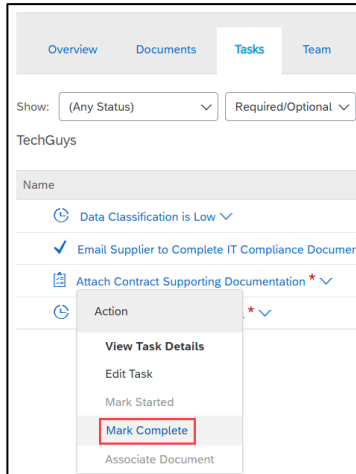 Overview Documents Tasks Team
Show: (Any Status) Required/Optional
TechGuys
Name
Data Classification is Low
Email Supplier to Complete IT Compliance Documen
Attach Contract Supporting Documentation *
Action *
View Task Details
Edit Task
Mark Started
Mark Complete
Associate Document